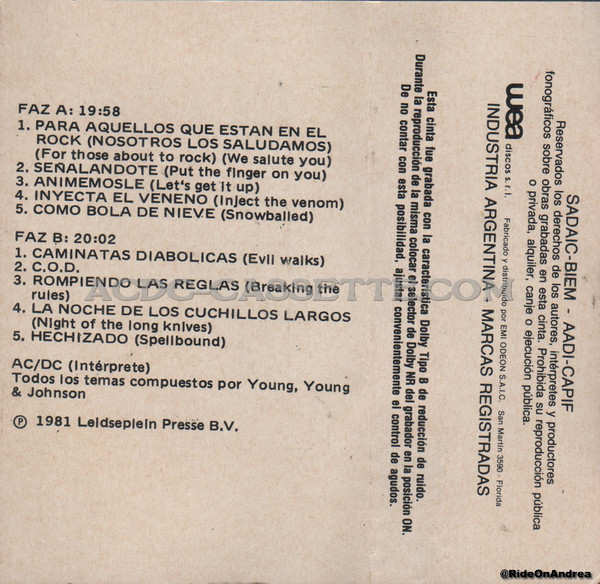 FAZ A: 19:58
1. PARA AQUELLOS QUE ESTAN EN EL
ROCK (NOSOTROS LOS SALUDAMOS)
(For those about to rock) (We salute you)
2. SEÑALANDOTE (Put the finger on you)
3. ANIMEMOSLE (Let's get it up)
4. INYECTA EL VENENO (Inject the venom)
5. COMO BOLA DE NIEVE (Snowballed)
FAZ B: 20:02
1. CAMINATAS DIABOLICAS (Evil walks)
2. C.O.D.
3. ROMPIENDO LAS REGLAS (Breaking the
rules)
4. LA NOCHE DE LOS CUCHILLOS LARGOS
(Night of the long knives)
5. HECHIZADO (Spellbound)
AC/DC (Intérprete)
Todos los temas compuestos por Young, Young
& Johnson
Ⓟ 1981 Leidseplein Presse B.V.
Esta cinta fue grabada con la característica Dolby Tipo B de reducción de ruido.
Durante la reproducción de la misma colocar el selector de Dolby NR del grabador en la posición ON.
De no contar con esta posibilidad, ajustar convenientemente el control de agudos.
SADAIC-BIEM - AADI-CAPIF
Reservados los derechos de los autores, intérpretes y productores
fonográficos sobre obras grabadas en esta cinta. Prohibida su reproducción pública
o privada, alquiler, canje o ejecución pública.
wea discos s.r.l. Fabricado y distribuido por EMI ODEON S.A.I.C. San Martín 3590 - Florida
INDUSTRIA ARGENTINA - MARCAS REGISTRADAS
ACDC-CASSETTE.COM
@RideOnAndrea